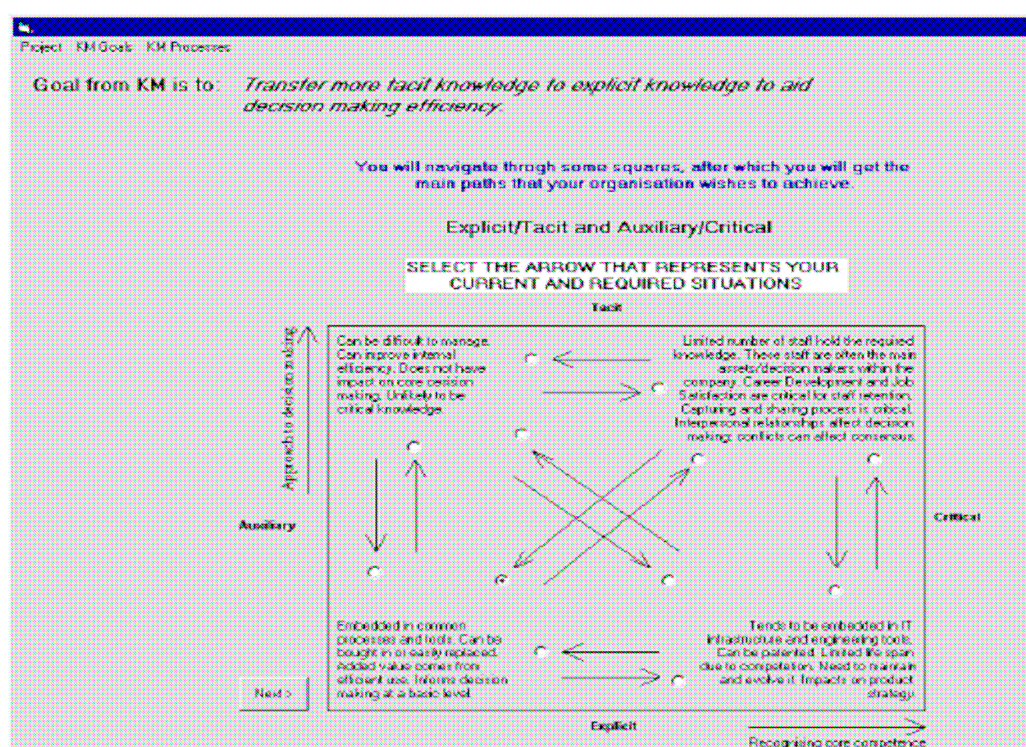 Project KM Goals KM Processes
Goal from KM is to: Transfer more tacit knowledge to explicit knowledge to aid
decision making efficiency.
You will navigate throgh some squares, after which you will get the
main paths that your organisation wishes to achieve.
Explicit/Tacit and Auxiliary/Critical
SELECT THE ARROW THAT REPRESENTS YOUR
CURRENT AND REQUIRED SITUATIONS
Tacit
Approach to decision making
Can be difficult to manage.
Can improve internal
efficiency. Does not have
impact on core decision
making. Unlikely to be
critical knowledge.
Limited number of staff hold the required
knowledge. These staff are often the main
assets/decision makers within the
company. Career Development and Job
Satisfaction are critical for staff retention.
Capturing and sharing process is critical.
Interpersonal relationships affect decision
making: conflicts can affect consensus.
Auxiliary
Critical
Embedded in common
processes and tools. Can be
bought in or easily replaced.
Added value comes from
efficient use. Informs decision
making at a basic level.
Tends to be embedded in IT
infrastructure and engineering tools.
Can be patented. Limited life span
due to competetion. Need to maintain
and evolve it. Impacts on product
strategy.
Next >
Explicit
Recognising core competence